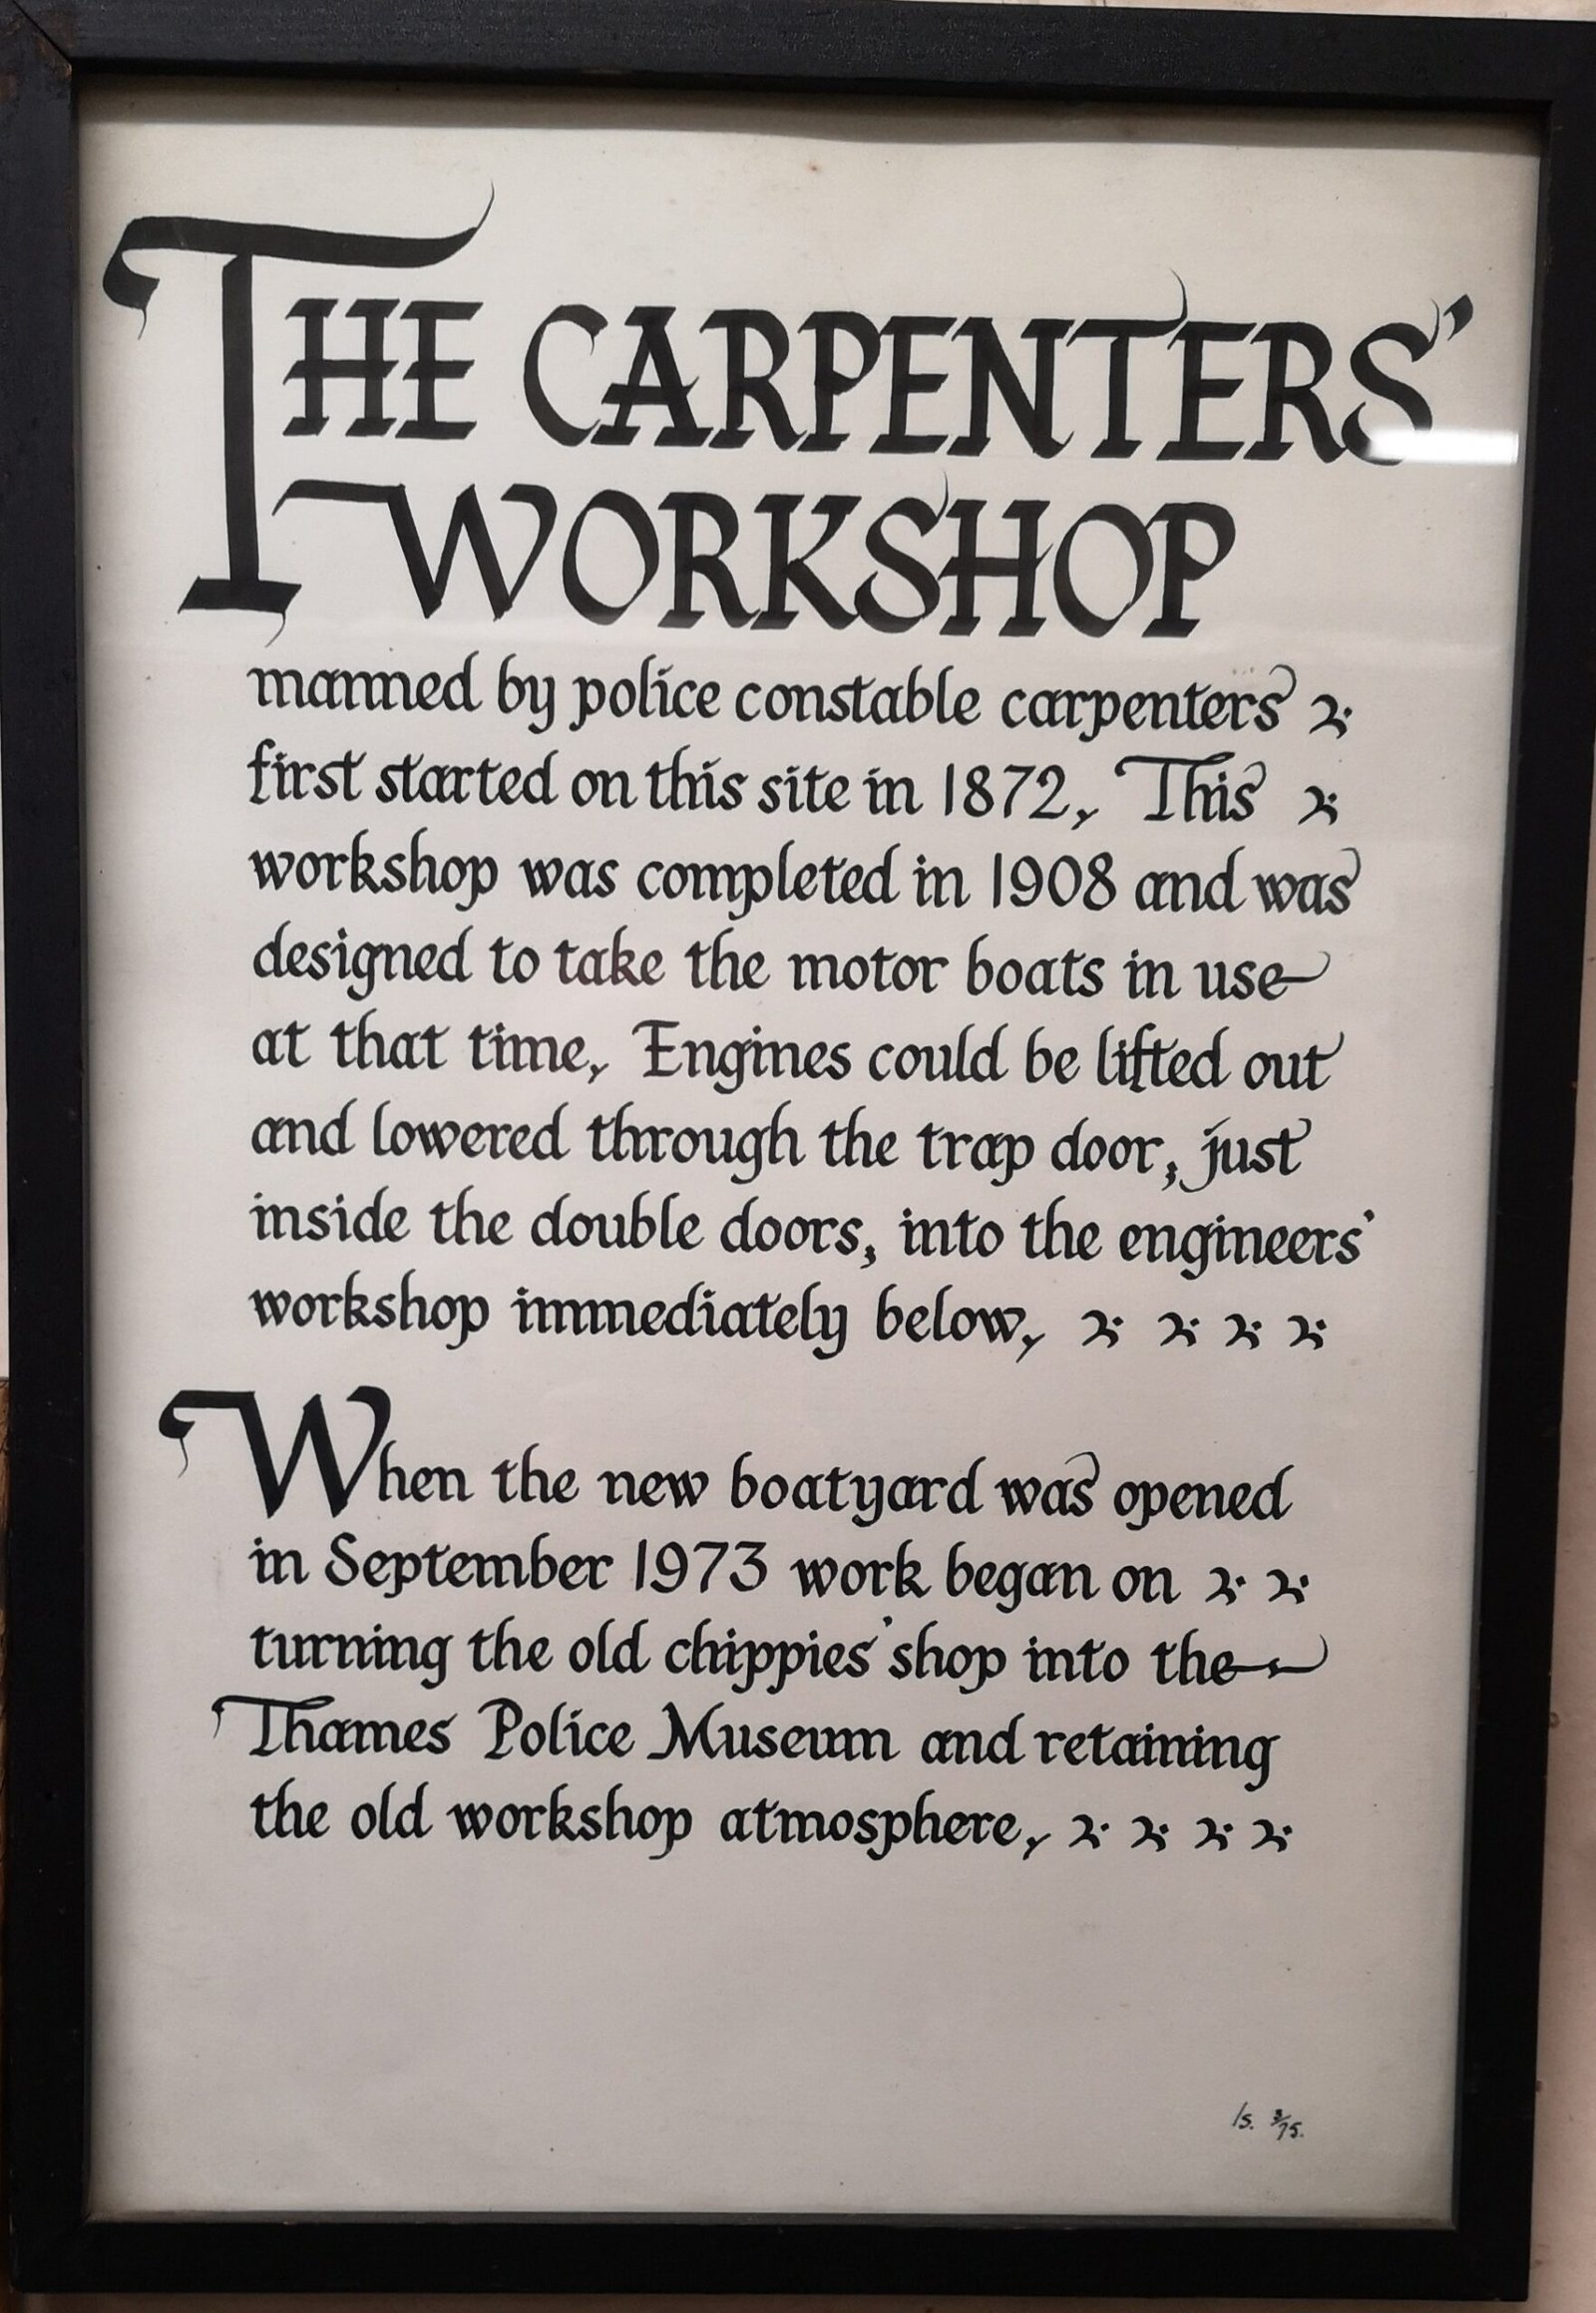 THE CARPENTERS'
WORKSHOP
manned by police constable carpenters
first started on this site in 1872, This
workshop was completed in 1908 and was
designed to take the motor boats in use
at that time, Engines could be lifted out
and lowered through the trap door, just
inside the double doors, into the engineers'
workshop immediately below,
When the new boatyard was opened
in September 1973 work began on
turning the old chippies' shop into the
Thames Police Museum and retaining
the old workshop atmosphere,
3/75.